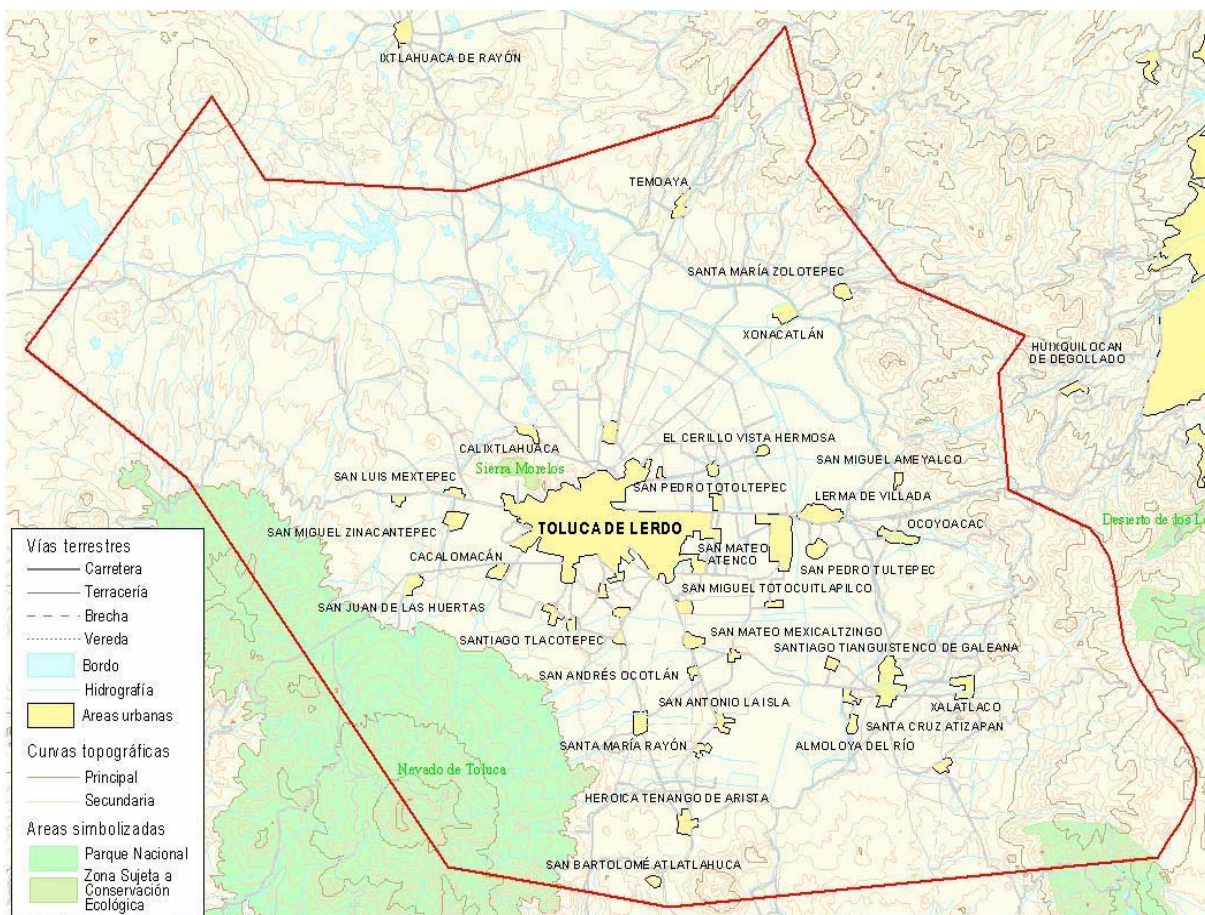 IXTLAHUACA DE RAYÓN
TEMOAYA
SANTA MARÍA ZOLOTEPEC
XONACATLÁN
HUIXQUILOCAN
DE DEGOLLADO
EL CERILLO VISTA HERMOSA
CALIXTLAHUACA
Sierra Morelos
SAN MIGUEL AMEYALCO
SAN LUIS MEXTEPEC
SAN PEDRO TOTOLTEPEC
LERMA DE VILLADA
TOLUCA DE LERDO
OCOYOACAC
Desierto de los Le
SAN MIGUEL ZINACANTEPEC
SAN MATEO
ATENCO
CACALOMACÁN
SAN PEDRO TULTEPEC
SAN MIGUEL TOTOCUITLAPILCO
SAN JUAN DE LAS HUERTAS
SANTIAGO TLACOTEPEC
SAN MATEO MEXICALTZINGO
SANTIAGO TIANGUISTENCO DE GALEANA
SAN ANDRÉS OCOTLÁN
SAN ANTONIO LA ISLA
XALATLACO
SANTA CRUZ ATIZAPAN
SANTA MARÍA RAYÓN
ALMOLOYA DEL RÍO
Nevado de Toluca
HEROICA TENANGO DE ARISTA
SAN BARTOLOMÉ ATLATLAHUCA
Vías terrestres
Carretera
Terracería
Brecha
Vereda
Bordo
Hidrografía
Areas urbanas
Curvas topográficas
Principal
Secundaria
Areas simbolizadas
Parque Nacional
Zona Sujeta a
Conservación
Ecológica